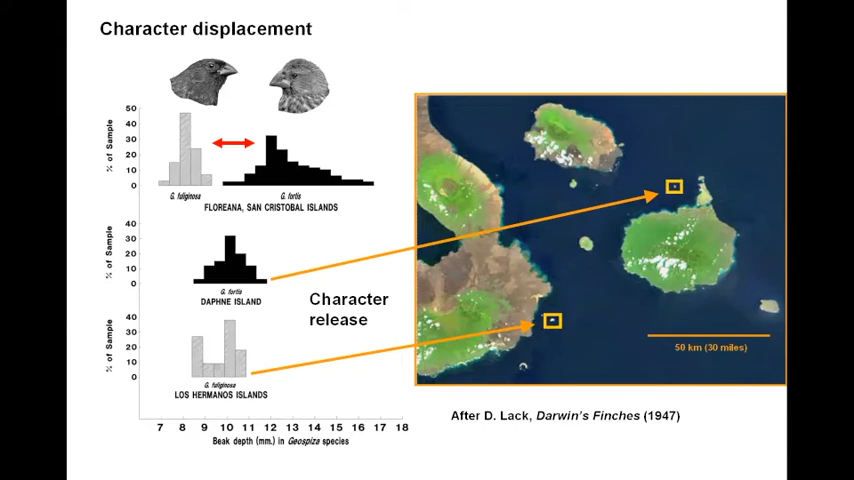 Character displacement
50
40
30
20
10
0
% of Sample
G. fuliginosa
G. fortis
FLOREANA, SAN CRISTOBAL ISLANDS
40
30
20
10
0
% of Sample
G. fortis
DAPHNE ISLAND
Character
release
40
30
20
10
0
% of Sample
G. fuliginosa
LOS HERMANOS ISLANDS
7 8 9 10 11 12 13 14 15 16 17 18
Beak depth (mm.) in Geospiza species
50 km (30 miles)
After D. Lack, Darwin's Finches (1947)